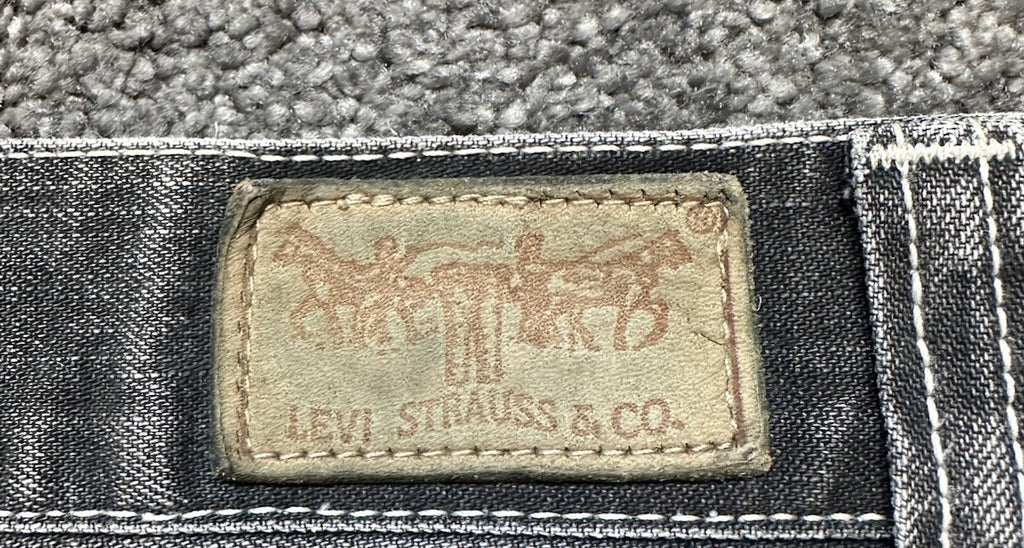 ®
LEVI STRAUSS & CO.